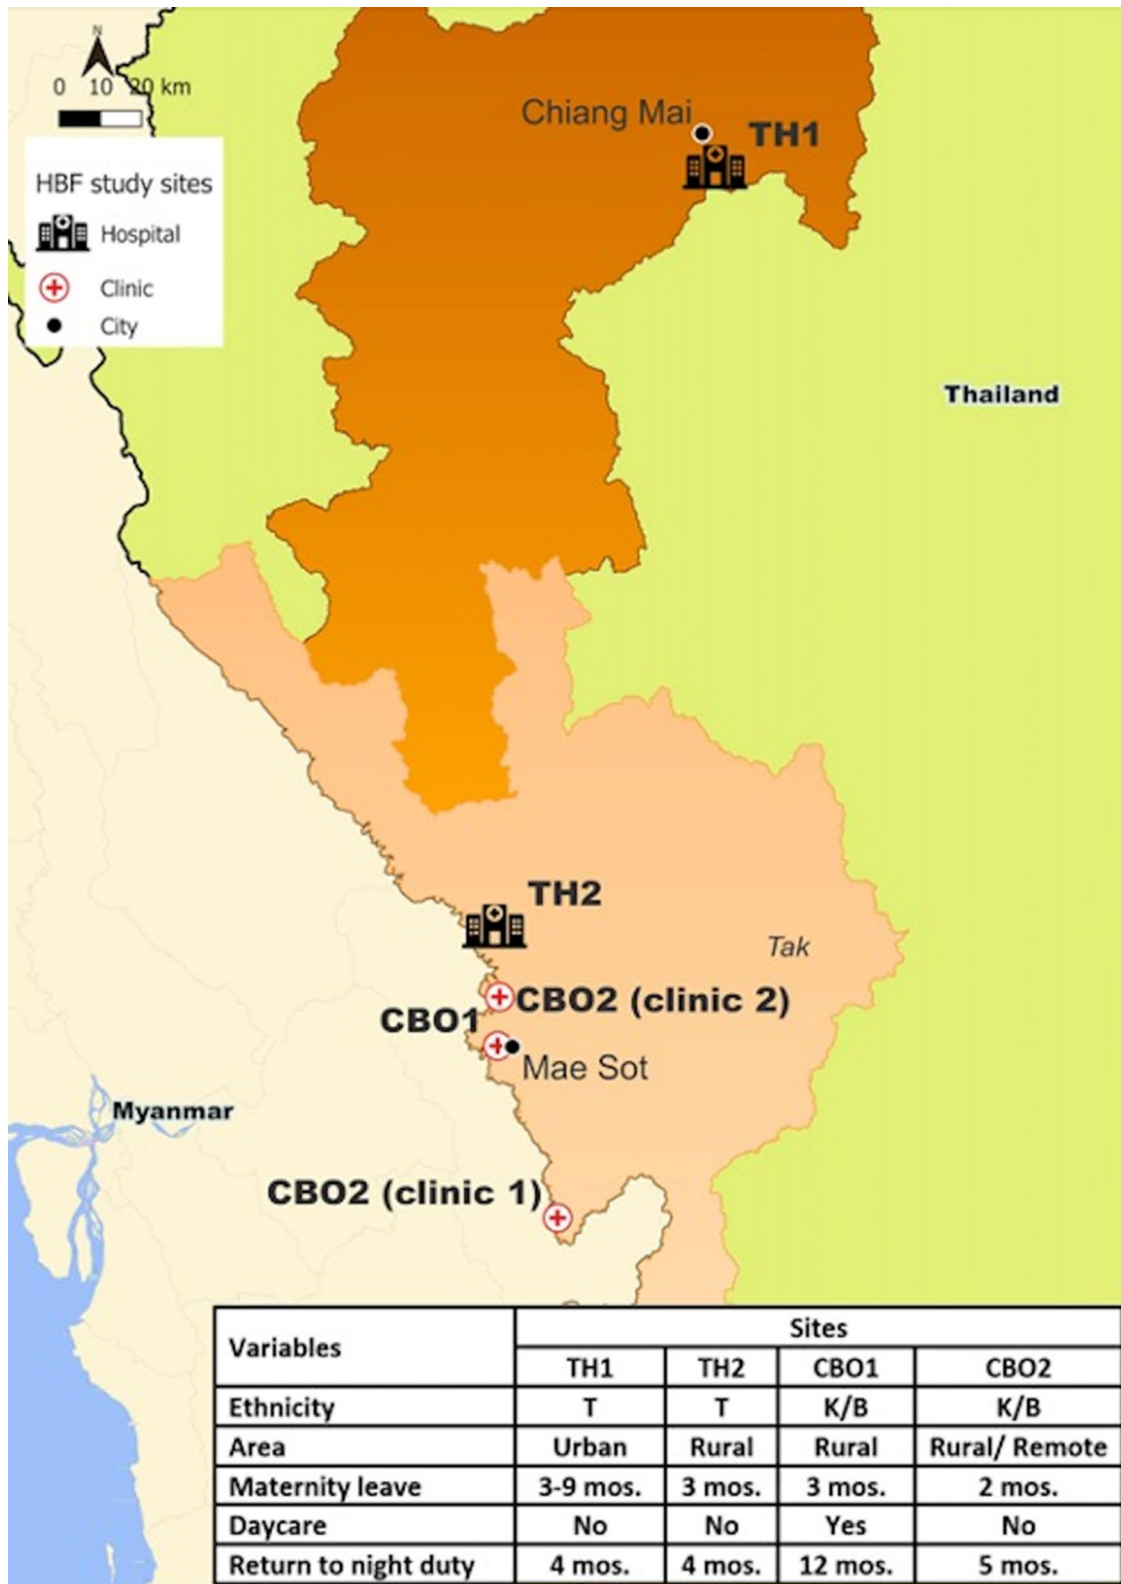 N
0 10 20 km
HBF study sites
Hospital
Clinic
City
Chiang Mai
TH1
Thailand
TH2
Tak
CBO2 (clinic 2)
CBO1
Mae Sot
Myanmar
CBO2 (clinic 1)
Variables Sites
TH1 TH2 CBO1 CBO2
Ethnicity T T K/B K/B
Area Urban Rural Rural Rural/ Remote
Maternity leave 3-9 mos. 3 mos. 3 mos. 2 mos.
Daycare No No Yes No
Return to night duty 4 mos. 4 mos. 12 mos. 5 mos.